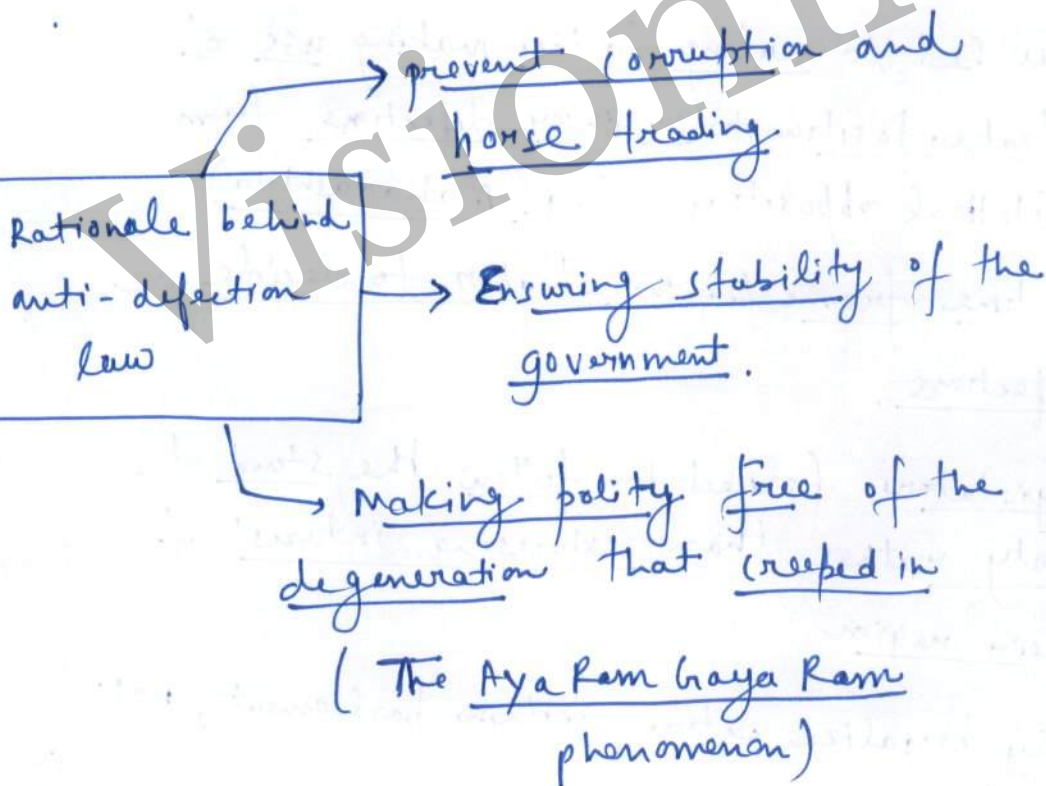 prevent corruption and
horse trading
Rationale behind
anti-defection
law
Ensuring stability of the
government.
Making polity free of the
degeneration that creeped in
( The Aya Ram Gaya Ram
phenomenon)
Vision